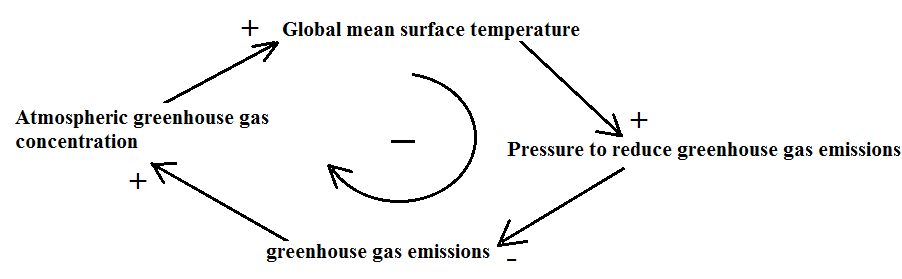 + Global mean surface temperature
Atmospheric greenhouse gas
concentration
+
Pressure to reduce greenhouse gas emissions
−
+
greenhouse gas emissions -